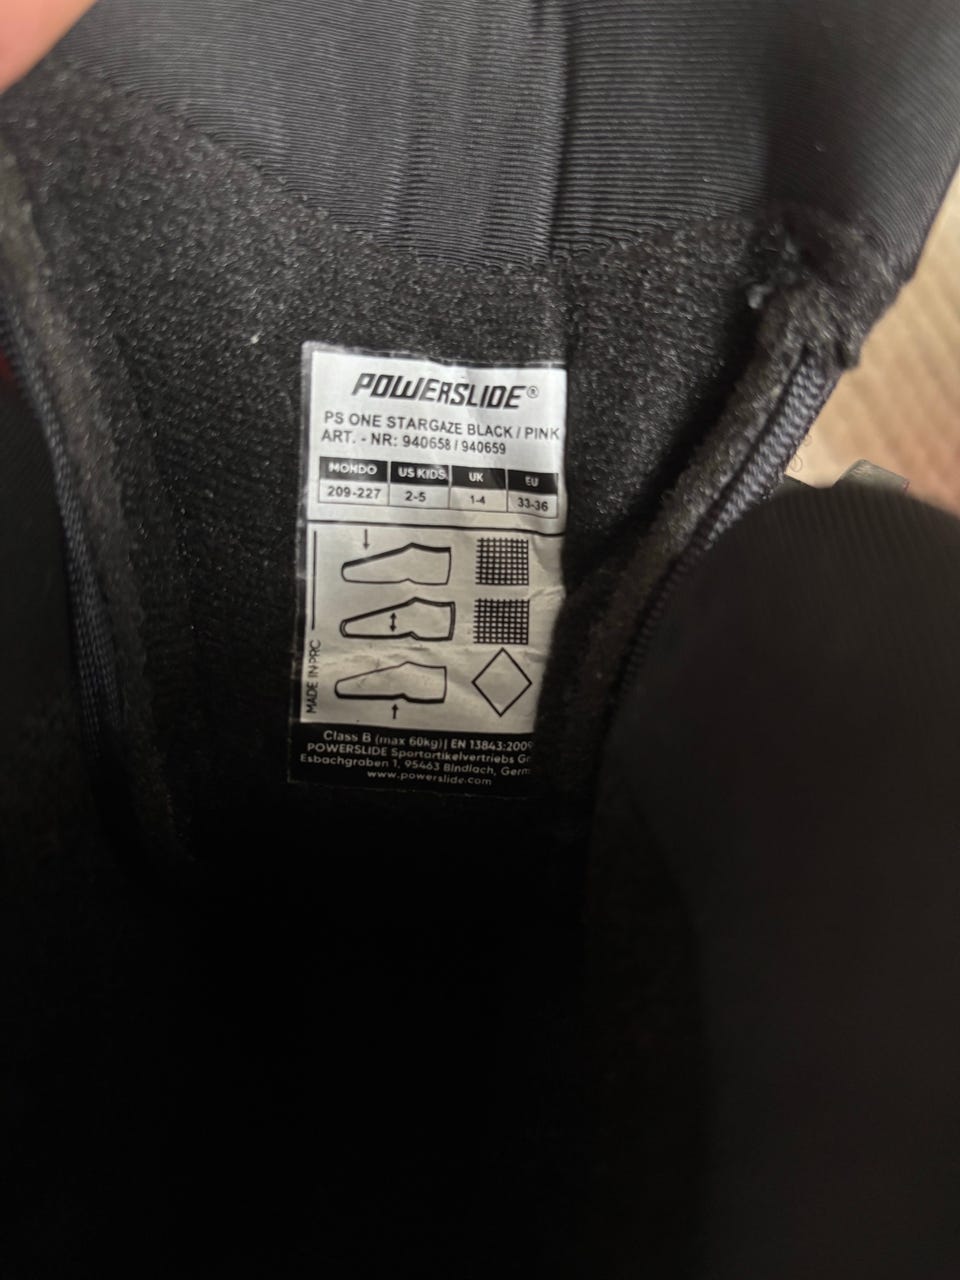 POWERSLIDE®
PS ONE STARGAZE BLACK / PINK
ART. - NR: 940658 / 940659
MONDO US KIDS UK EU
209-227 2-5 1-4 33-36
MADE IN PRC
Class B (max 60kg)| EN 13843:2009
POWERSLIDE Sportartikelvertriebs
Esbachgraben 1, 95463 Bindlach, Germ
www.powerslide.com